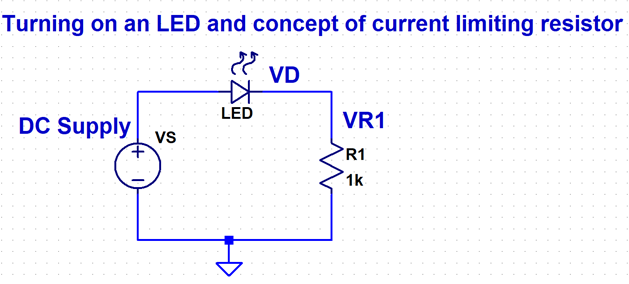 Turning on an LED and concept of current limiting resistor
VD
LED
DC Supply
VS
VR1
R1
1k